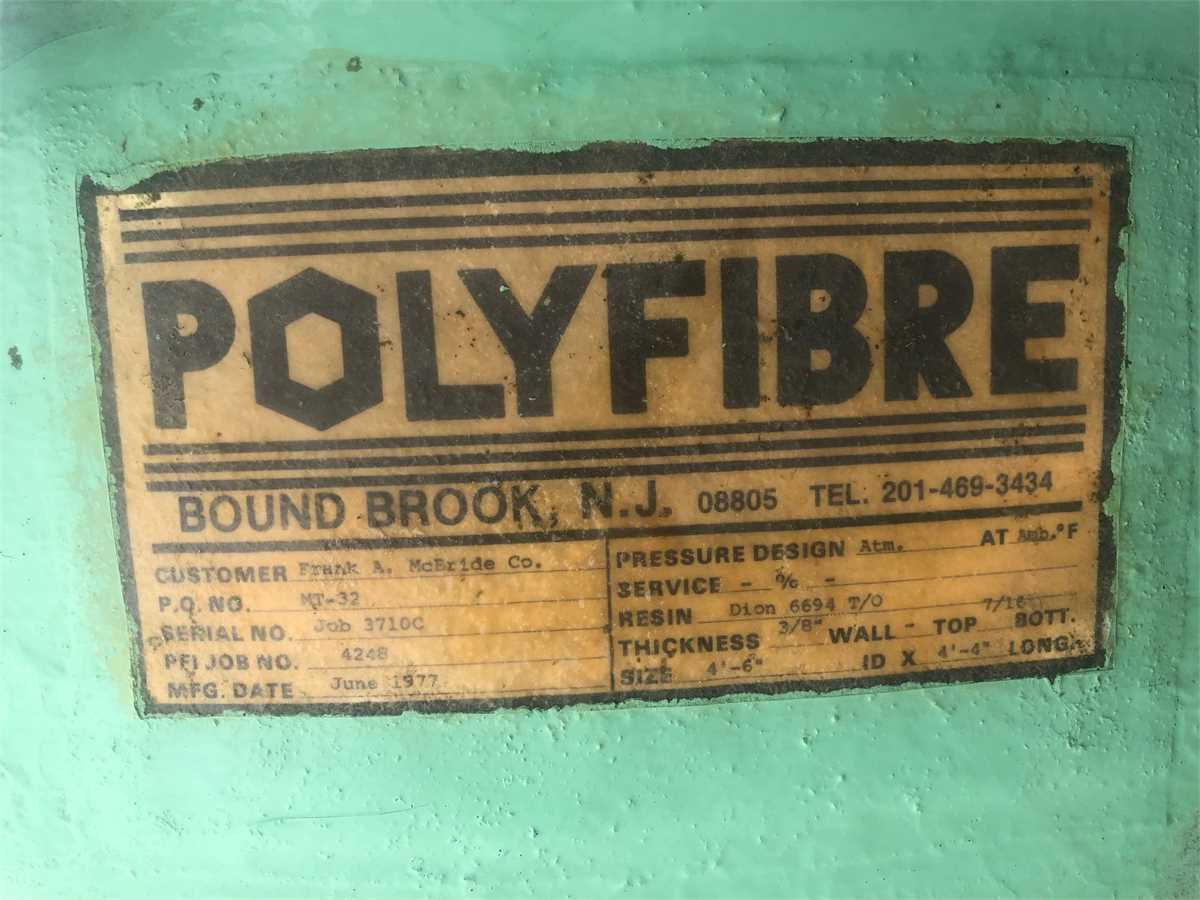 POLYFIBRE
BOUND BROOK, N.J. 08805 TEL. 201-469-3434
CUSTOMER Frank A. McBride Co.
P.O. NO. MT-32
SERIAL NO. Job 3710C
PFI JOB NO. 4248
MFG. DATE June 1977
PRESSURE DESIGN Atm. AT Amb.°F
SERVICE - % -
RESIN Dion 6694 T/O
THICKNESS 3/8" WALL - TOP 7/16 BOTT.
SIZE 4'-6" ID X 4'-4" LONG.